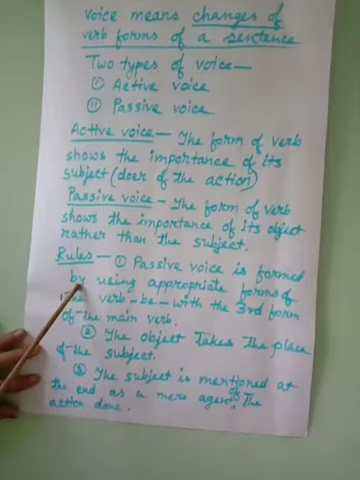 Voice means changes of
verb forms of a sentence
Two types of voice—
(i) Active voice
(ii) Passive voice
Active voice — The form of verb
shows the importance of its
subject (doer of the action)
Passive voice - The form of verb
shows the importance of its object
rather than the subject.
Rules — (1) Passive voice is formed
by using appropriate forms of
the verb - be - with the 3rd form
of the main verb.
(2) The object takes the place
of the subject.
(3) The subject is mentioned at
the end as a mere agent of the
action done.